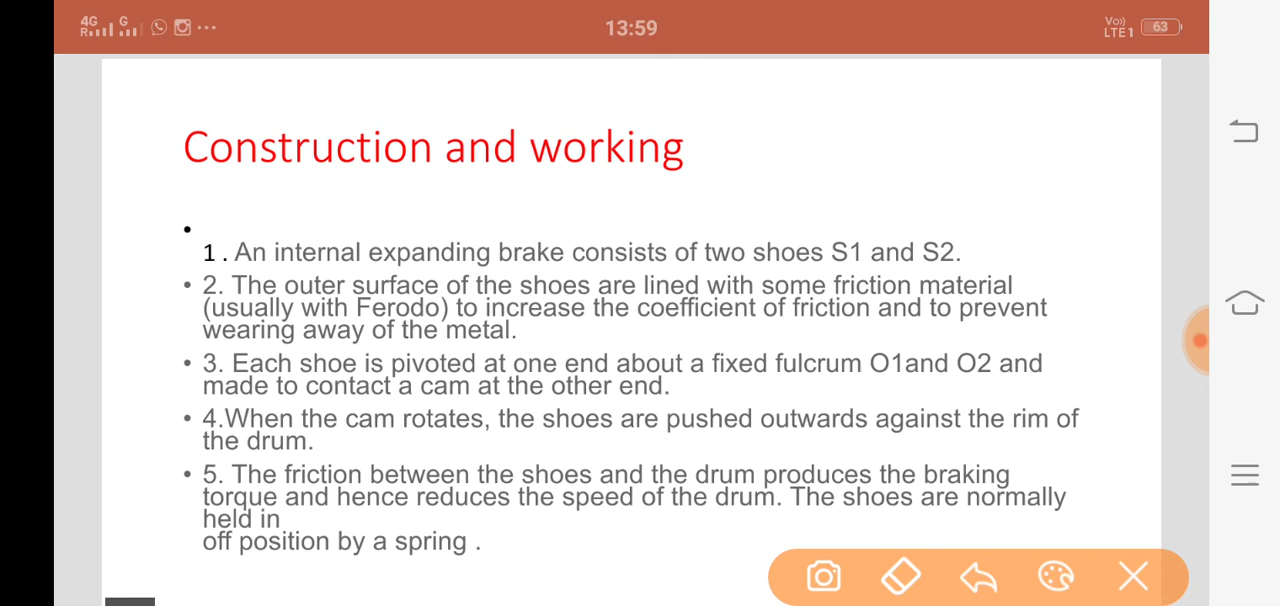 4G R G 13:59 Vo)) LTE1 63
Construction and working
•
1. An internal expanding brake consists of two shoes S1 and S2.
• 2. The outer surface of the shoes are lined with some friction material
(usually with Ferodo) to increase the coefficient of friction and to prevent
wearing away of the metal.
• 3. Each shoe is pivoted at one end about a fixed fulcrum O1and O2 and
made to contact a cam at the other end.
• 4.When the cam rotates, the shoes are pushed outwards against the rim of
the drum.
• 5. The friction between the shoes and the drum produces the braking
torque and hence reduces the speed of the drum. The shoes are normally
held in
off position by a spring .